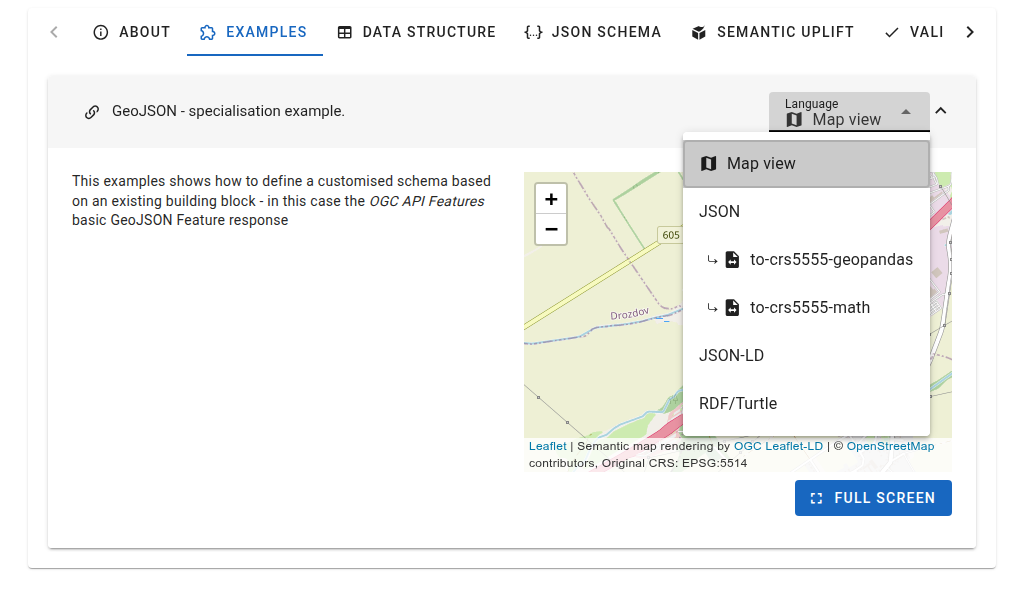 ABOUT EXAMPLES DATA STRUCTURE {..} JSON SCHEMA SEMANTIC UPLIFT VALI
GeoJSON - specialisation example.
Language
Map view
Map view
This examples shows how to define a customised schema based
on an existing building block - in this case the OGC API Features
basic GeoJSON Feature response
+
−
605
Drozdov
JSON
to-crs5555-geopandas
to-crs5555-math
JSON-LD
RDF/Turtle
Leaflet | Semantic map rendering by OGC Leaflet-LD | © OpenStreetMap
contributors, Original CRS: EPSG:5514
FULL SCREEN